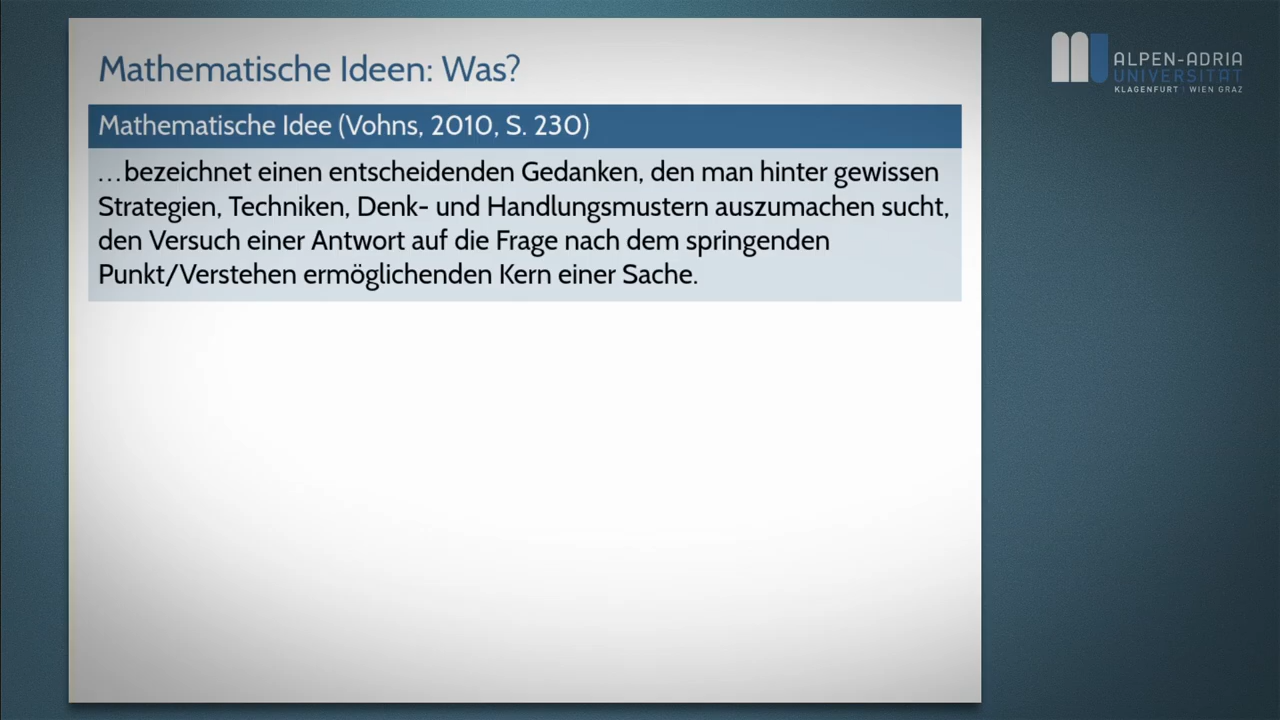 Mathematische Ideen: Was?
Mathematische Idee (Vohns, 2010, S. 230)
…bezeichnet einen entscheidenden Gedanken, den man hinter gewissen
Strategien, Techniken, Denk- und Handlungsmustern auszumachen sucht,
den Versuch einer Antwort auf die Frage nach dem springenden
Punkt/Verstehen ermöglichenden Kern einer Sache.
ALPEN-ADRIA
UNIVERSITÄT
KLAGENFURT | WIEN GRAZ